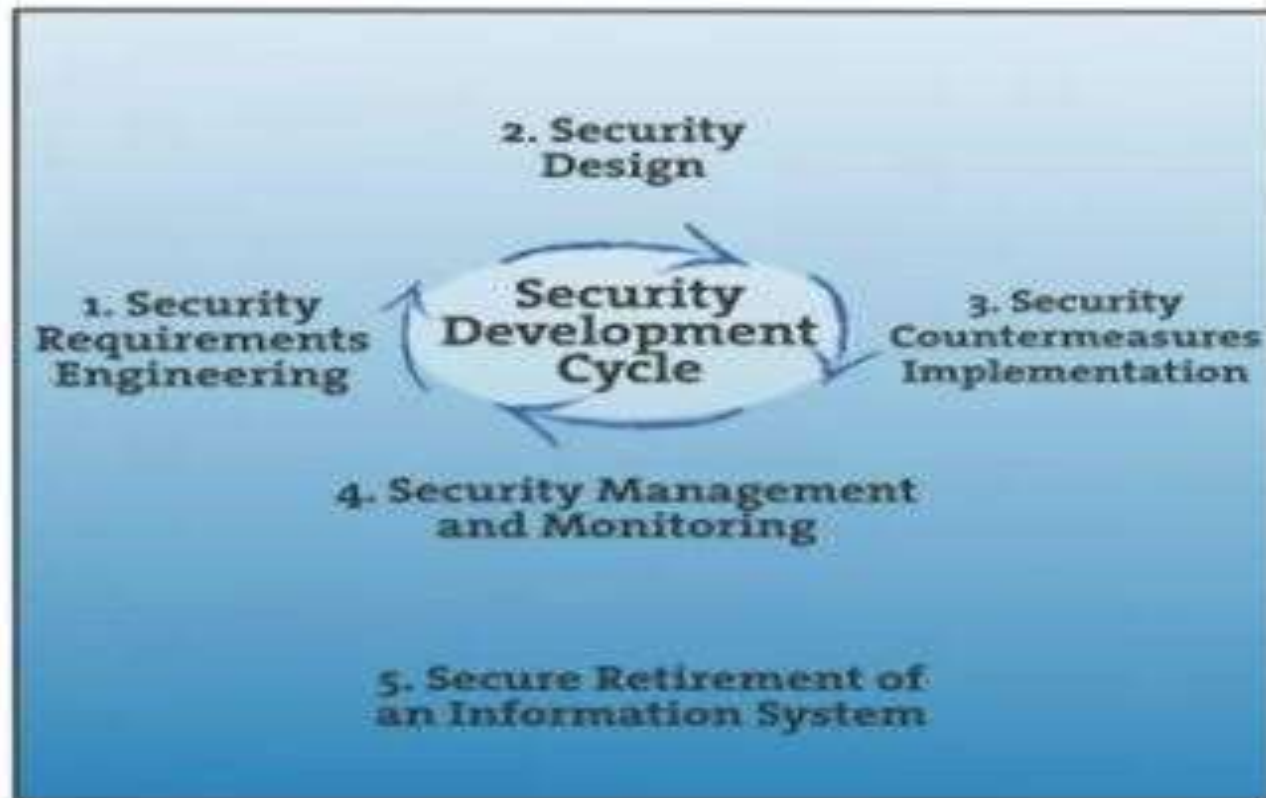 2. Security
Design
1. Security
Requirements
Engineering
Security
Development
Cycle
3. Security
Countermeasures
Implementation
4. Security Management
and Monitoring
5. Secure Retirement of
an Information System